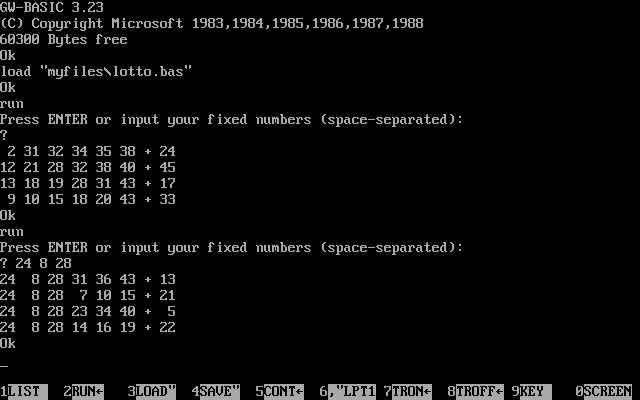 GW-BASIC 3.23
(C) Copyright Microsoft 1983,1984,1985,1986,1987,1988
60300 Bytes free
Ok
load "myfiles\lotto.bas"
Ok
run
Press ENTER or input your fixed numbers (space-separated):
?
 2 31 32 34 35 38 + 24
12 21 28 32 38 40 + 45
13 18 19 28 31 43 + 17
 9 10 15 18 20 43 + 33
Ok
run
Press ENTER or input your fixed numbers (space-separated):
? 24 8 28
24  8 28 31 36 43 + 13
24  8 28  7 10 15 + 21
24  8 28 23 34 40 +  5
24  8 28 14 16 19 + 22
Ok
_
1LIST  2RUN←  3LOAD"  4SAVE"  5CONT←  6,"LPT1 7TRON←  8TROFF← 9KEY   0SCREEN